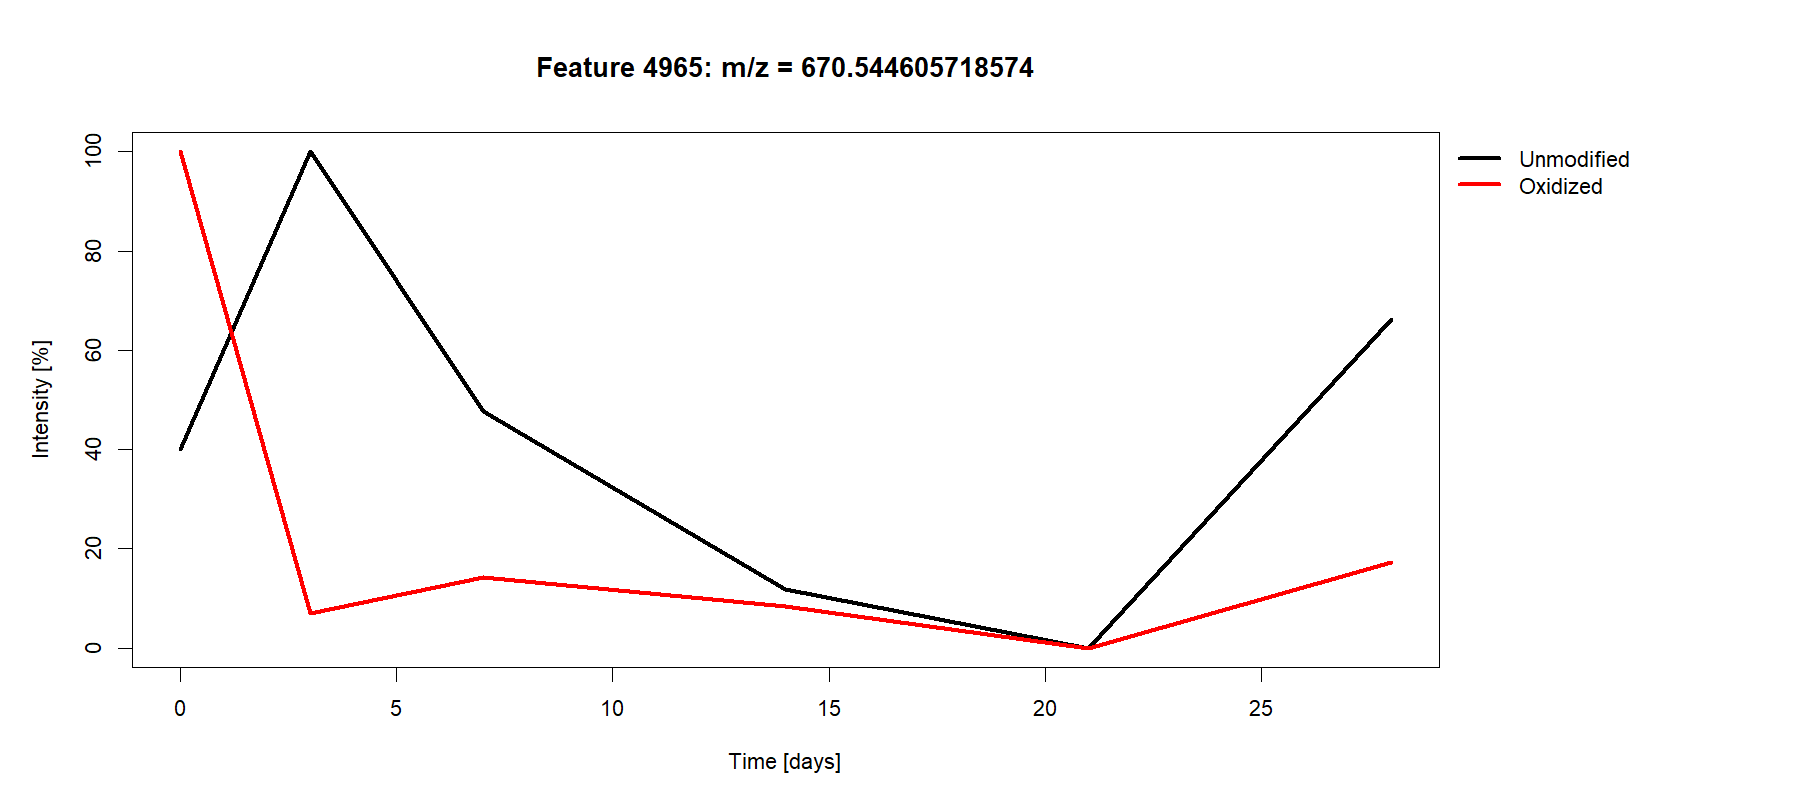 Feature 4965: m/z = 670.544605718574
Unmodified
Oxidized
Intensity [%]
100
80
60
40
20
0
0 5 10 15 20 25
Time [days]